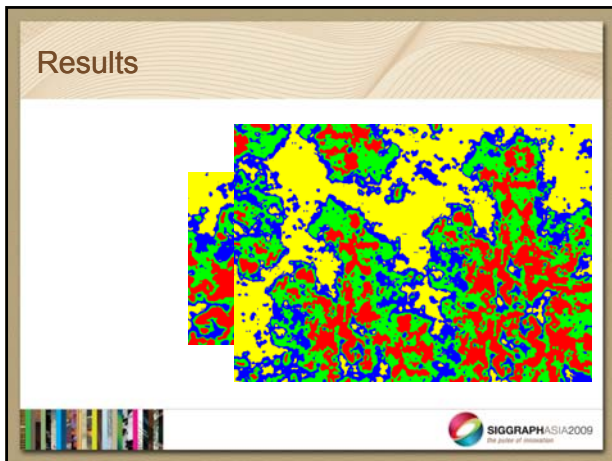 Results
SIGGRAPHASIA2009
the pulse of innovation